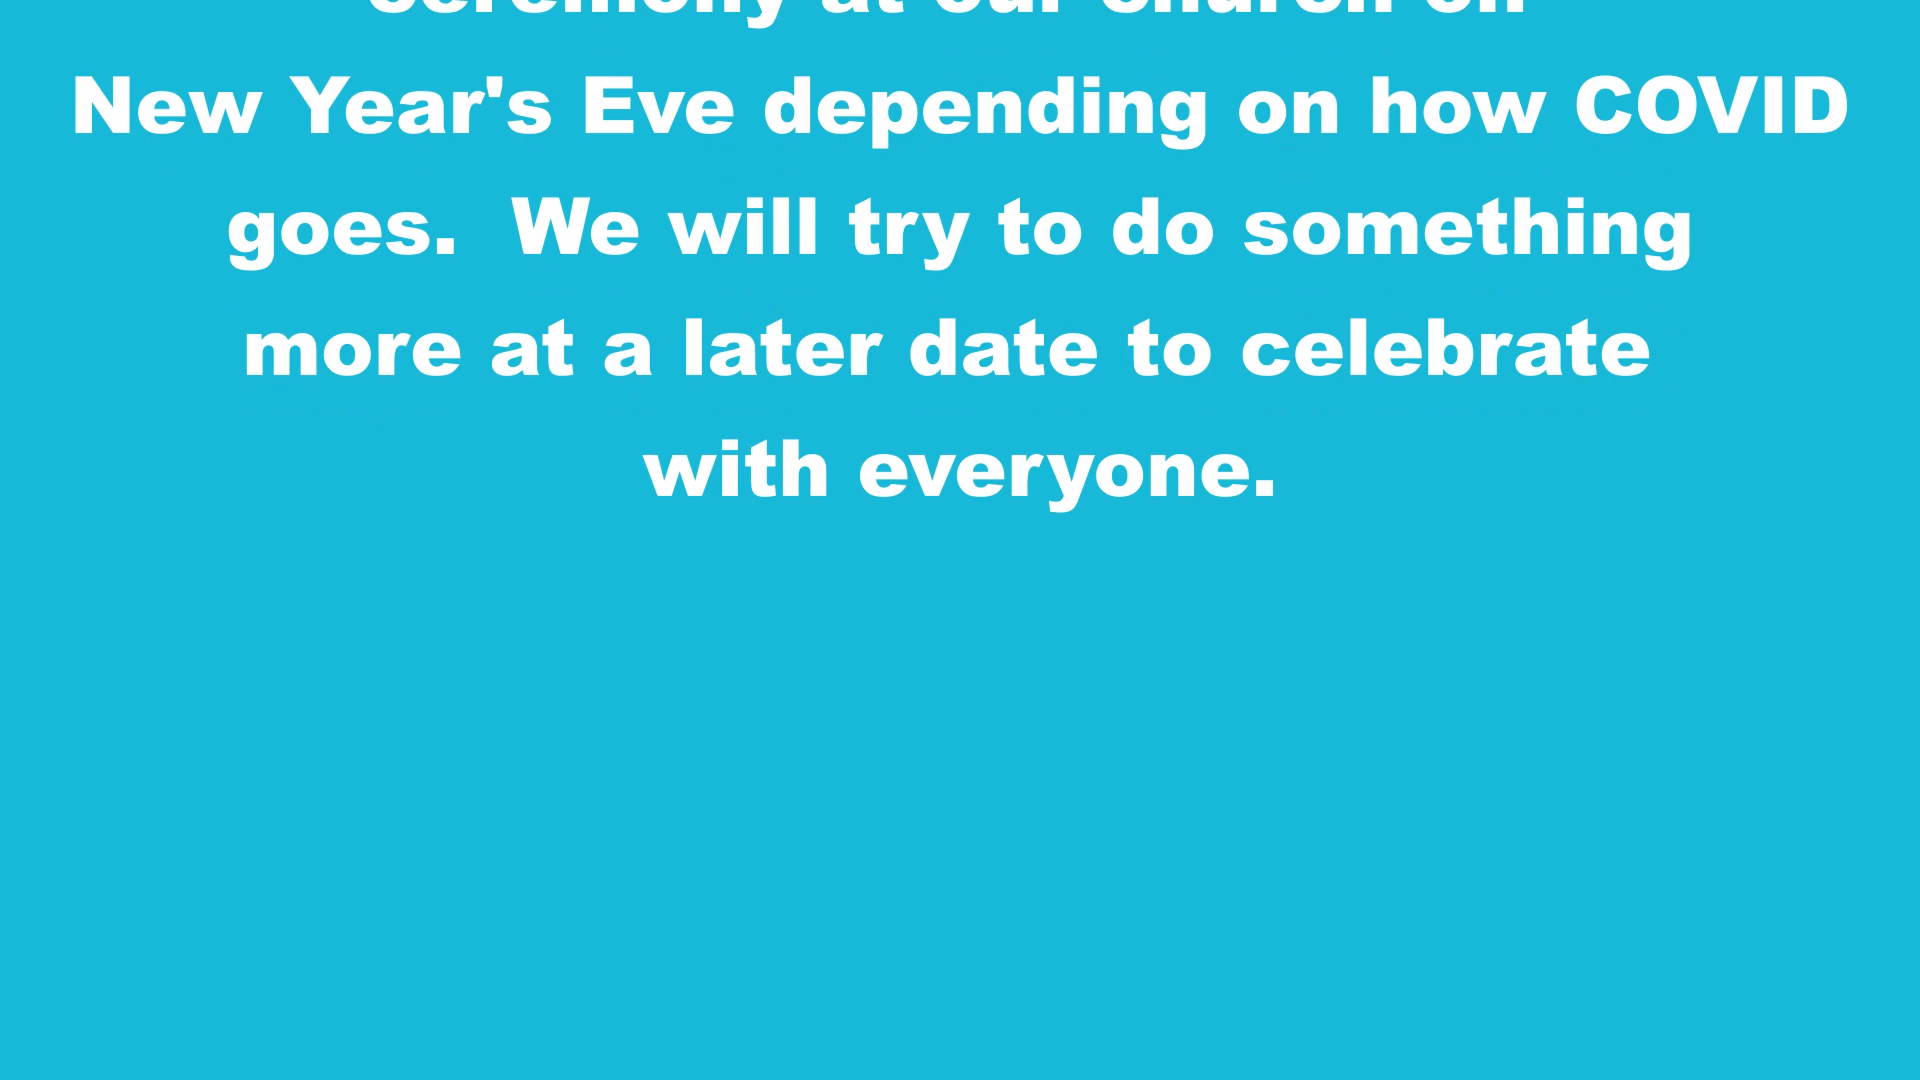 ceremony at our church on
New Year's Eve depending on how COVID
goes.  We will try to do something
more at a later date to celebrate
with everyone.